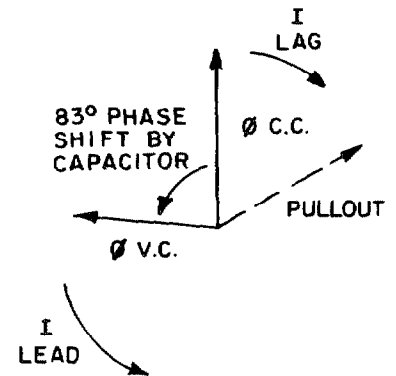 I
LAG
83° PHASE
SHIFT BY
CAPACITOR
Ø C.C.
PULLOUT
Ø V.C.
I
LEAD